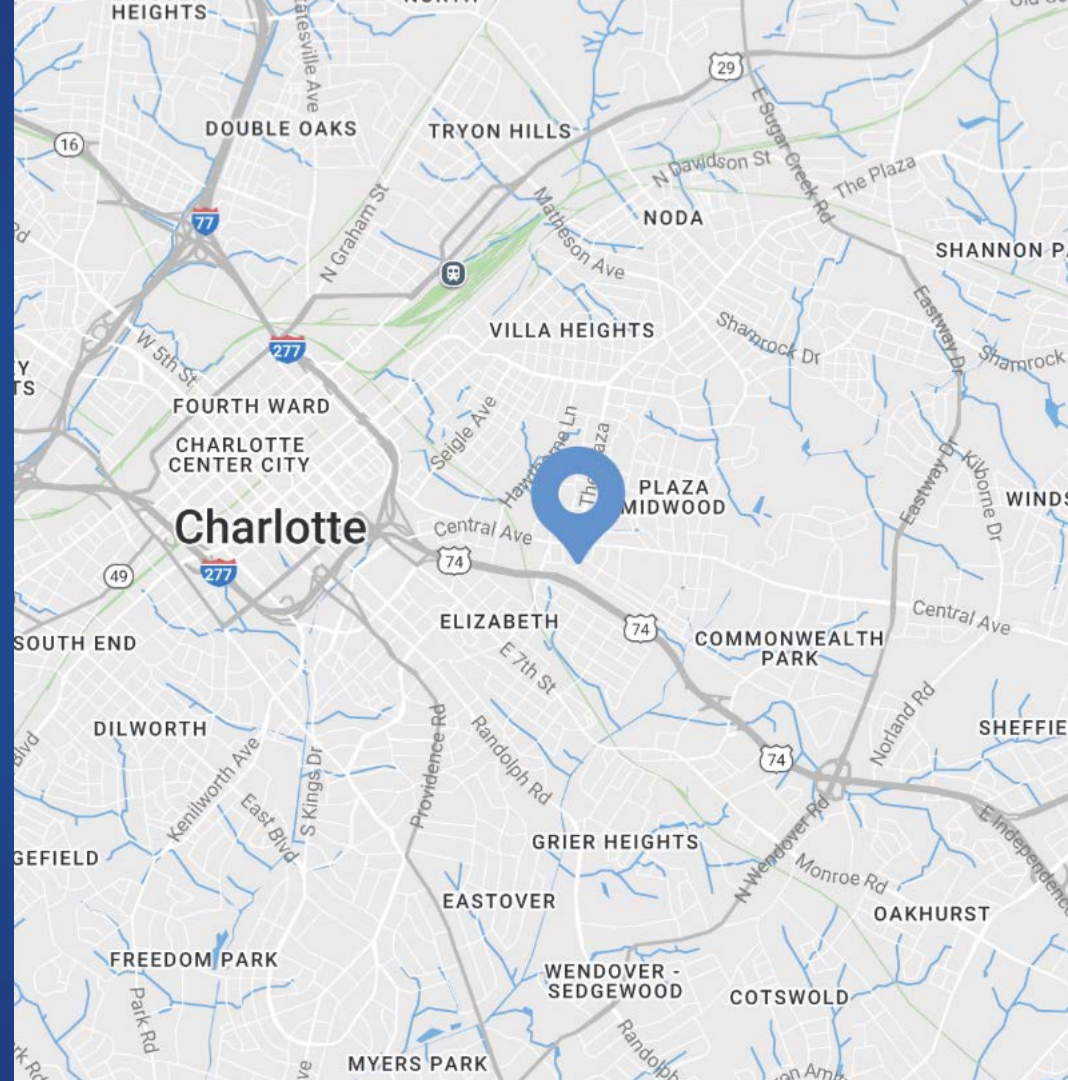 HEIGHTS
Statesville Ave
29
16
DOUBLE OAKS
TRYON HILLS
E Sugar Creek Rd
N Davidson St
The Plaza
77
N Graham St
Matheson Ave
NODA
SHANNON PA
Rd
277
VILLA HEIGHTS
Shamrock Dr
Eastway Dr
Shamrock
W 5th St
FOURTH WARD
Seigle Ave
Hawthorne Ln
The Plaza
CHARLOTTE
CENTER CITY
Eastway Dr
Kilborne Dr
PLAZA
MIDWOOD
WINDS
Charlotte
Central Ave
74
49
277
ELIZABETH
74
Central Ave
SOUTH END
COMMONWEALTH
PARK
E 7th St
DILWORTH
Norland Rd
SHEFFIE
Blvd
Kenilworth Ave
S Kings Dr
Providence Rd
Randolph Rd
74
East Blvd
GEFIELD
GRIER HEIGHTS
N Wendover Rd
Monroe Rd
E Independence
EASTOVER
OAKHURST
FREEDOM PARK
WENDOVER -
SEDGEWOOD
COTSWOLD
Park Rd
Randolph
MYERS PARK